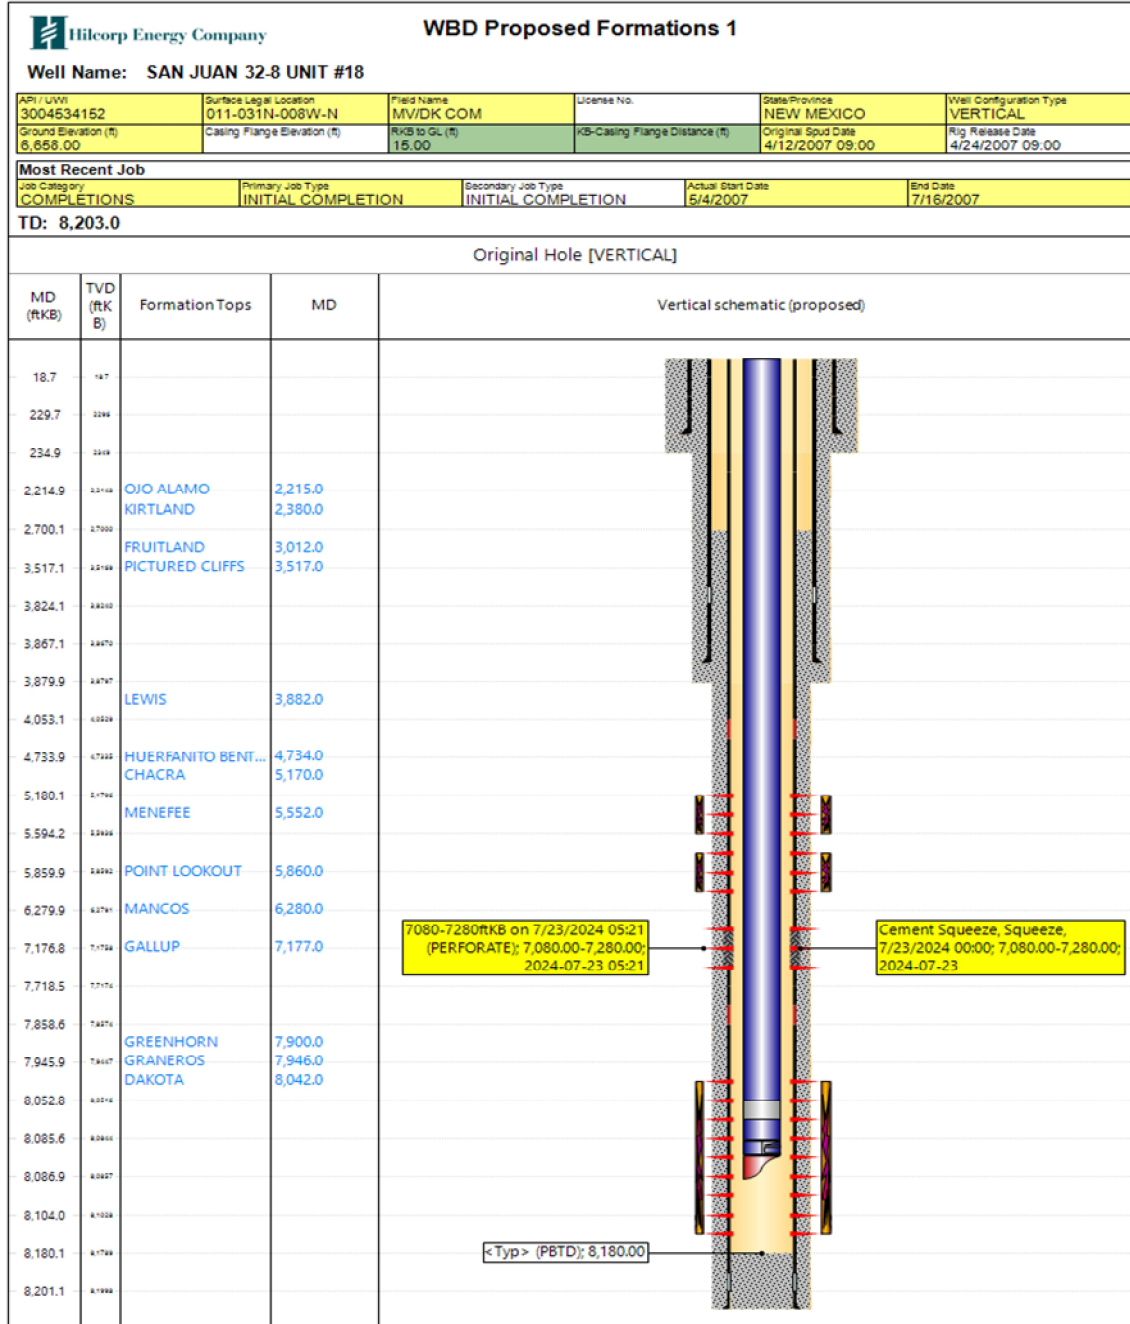 Hilcorp Energy Company
WBD Proposed Formations 1
Well Name: SAN JUAN 32-8 UNIT #18
API / UWI
3004534152
Surface Legal Location
011-031N-008W-N
Field Name
MV/DK COM
License No.
State/Province
NEW MEXICO
Well Configuration Type
VERTICAL
Ground Elevation (ft)
6,658.00
Casing Flange Elevation (ft)
RKB to GL (ft)
15.00
KB-Casing Flange Distance (ft)
Original Spud Date
4/12/2007 09:00
Rig Release Date
4/24/2007 09:00
Most Recent Job
Job Category
COMPLETIONS
Primary Job Type
INITIAL COMPLETION
Secondary Job Type
INITIAL COMPLETION
Actual Start Date
5/4/2007
End Date
7/16/2007
TD: 8,203.0
Original Hole [VERTICAL]
MD (ftKB)
TVD (ftKB)
Formation Tops
MD
Vertical schematic (proposed)
18.7
229.7
234.9
2,214.9
OJO ALAMO 2,215.0
KIRTLAND 2,380.0
2,700.1
FRUITLAND 3,012.0
3,517.1
PICTURED CLIFFS 3,517.0
3,824.1
3,867.1
3,879.9
LEWIS 3,882.0
4,053.1
4,733.9
HUERFANITO BENT... 4,734.0
CHACRA 5,170.0
5,180.1
MENEFEE 5,552.0
5,594.2
5,859.9
POINT LOOKOUT 5,860.0
6,279.9
MANCOS 6,280.0
7,176.8
GALLUP 7,177.0
7080-7280ftKB on 7/23/2024 05:21
(PERFORATE); 7,080.00-7,280.00;
2024-07-23 05:21
Cement Squeeze, Squeeze,
7/23/2024 00:00; 7,080.00-7,280.00;
2024-07-23
7,718.5
7,858.6
GREENHORN 7,900.0
7,945.9
GRANEROS 7,946.0
DAKOTA 8,042.0
8,052.8
8,085.6
8,086.9
8,104.0
8,180.1
<Typ> (PBTD); 8,180.00
8,201.1